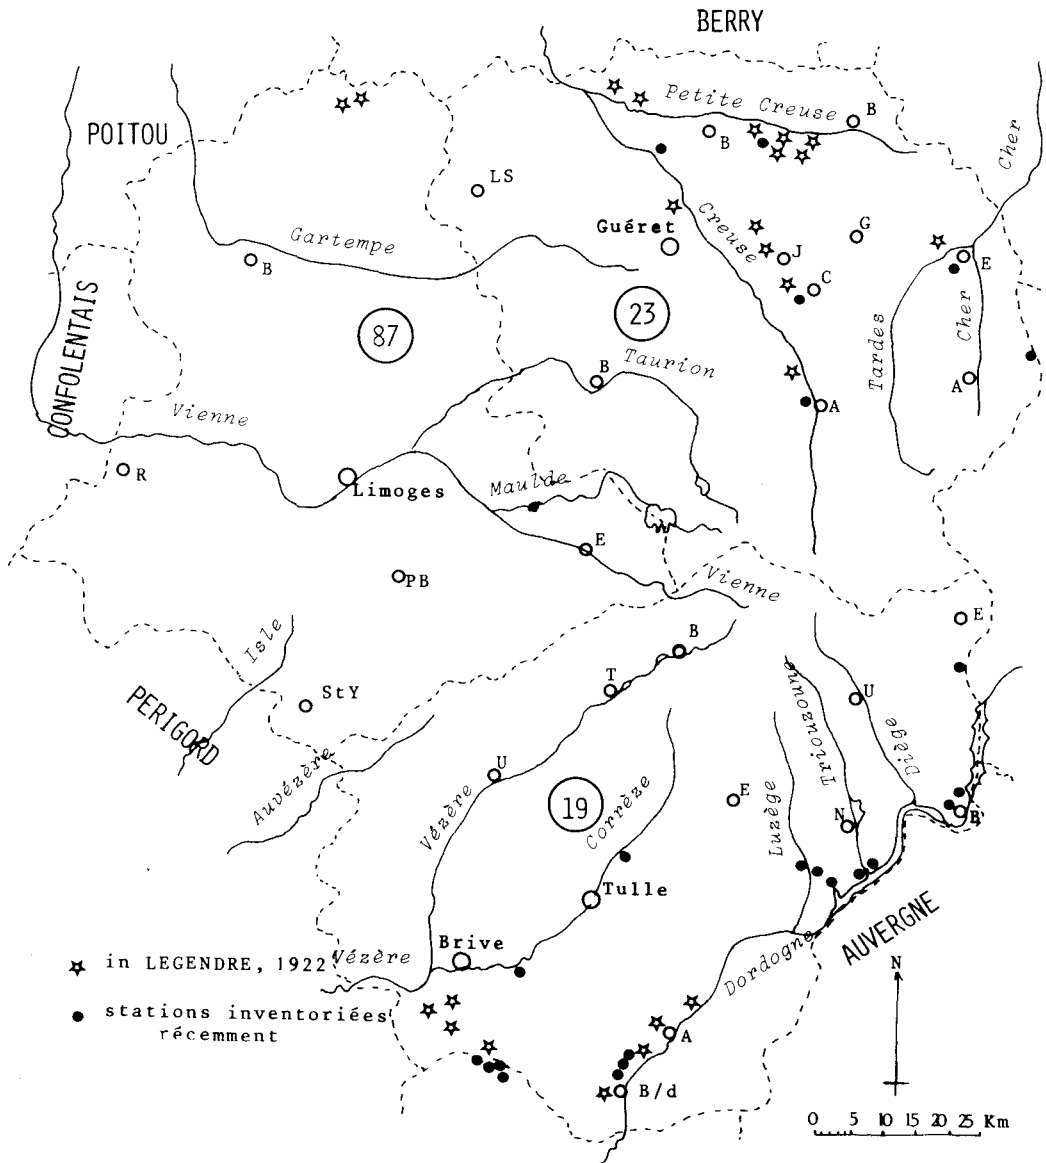 BERRY
POITOU
Petite Creuse
B
B
Cher
LS
Creuse
Guéret
G
Gartempe
J
B
E
C
CONFOLENTAIS
87
23
Tardes
Cher
Taurion
B
A
A
Vienne
R
Limoges
Maulde
E
PB
Vienne
E
Isle
B
StY
T
U
PERIGORD
Triouzoune
Diège
Auvézère
U
Vézère
19
Corrèze
E
Luzège
N
B
Tulle
AUVERGNE
Brive
Vézère
Dordogne
N
in LEGENDRE, 1922
stations inventoriées
récemment
A
B/d
0 5 10 15 20 25 Km